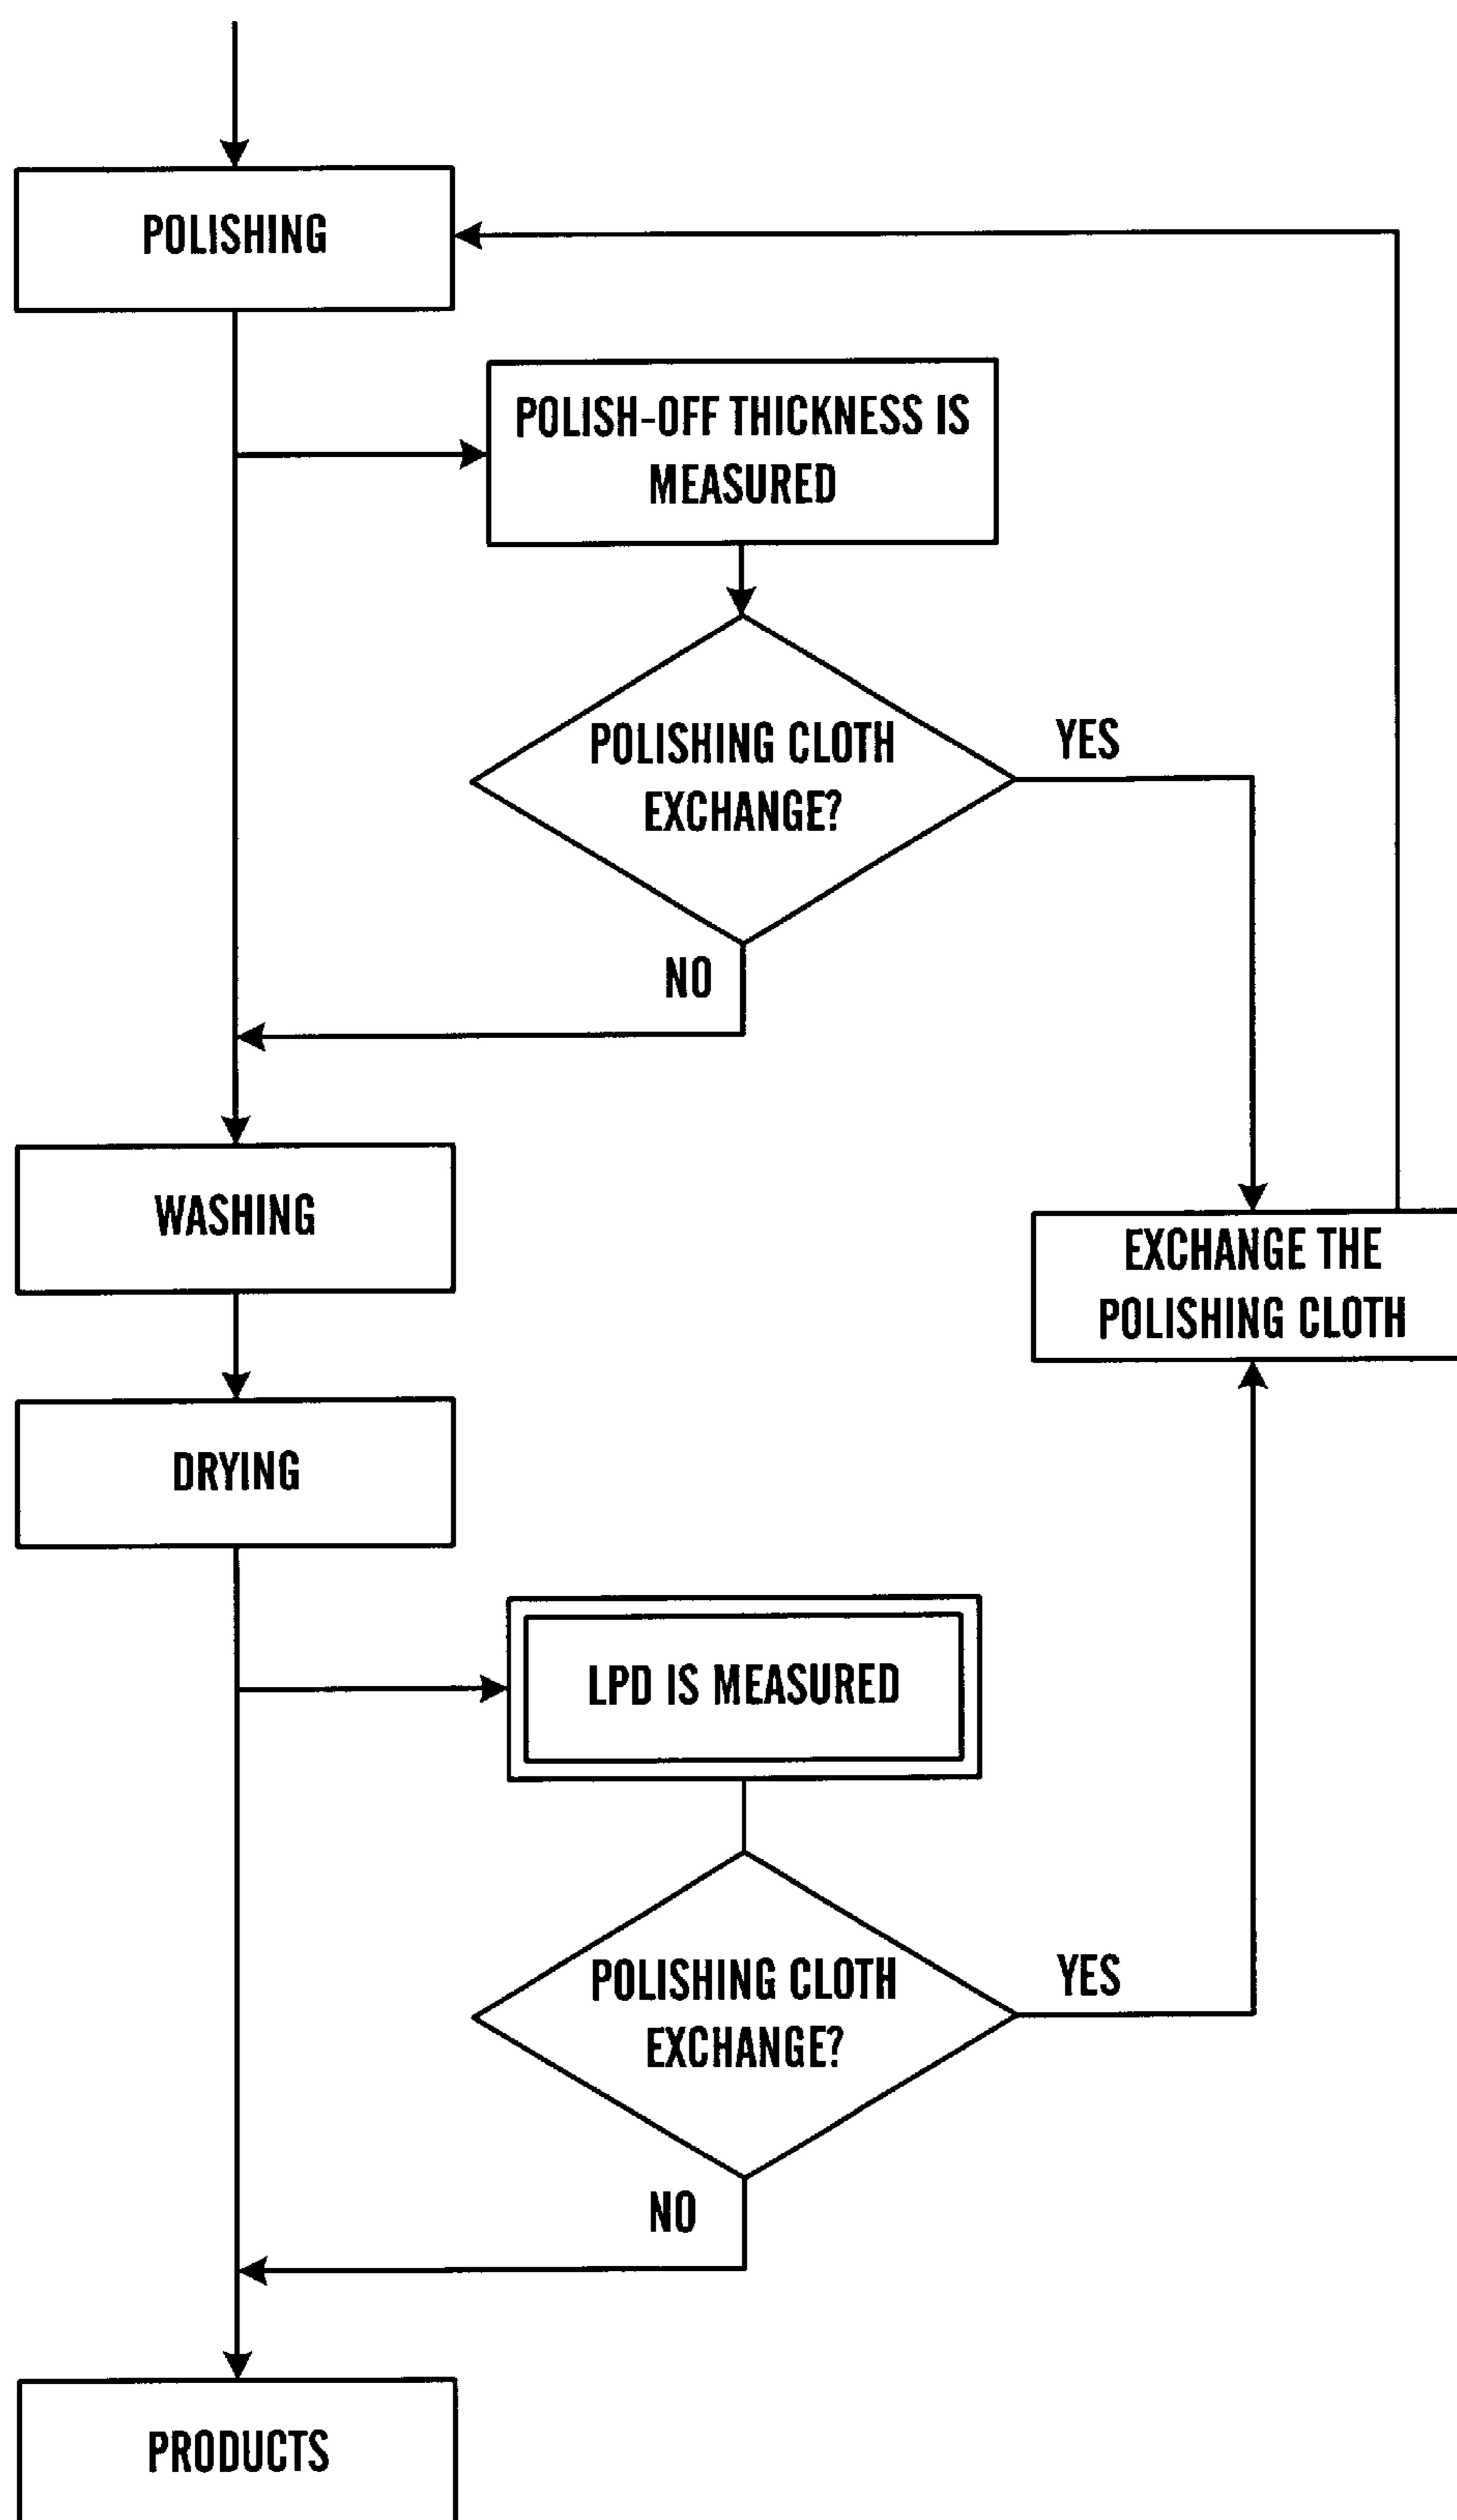 POLISHING
POLISH-OFF THICKNESS IS
MEASURED
POLISHING CLOTH
EXCHANGE?
YES
NO
WASHING
EXCHANGE THE
POLISHING CLOTH
DRYING
LPD IS MEASURED
POLISHING CLOTH
EXCHANGE?
YES
NO
PRODUCTS